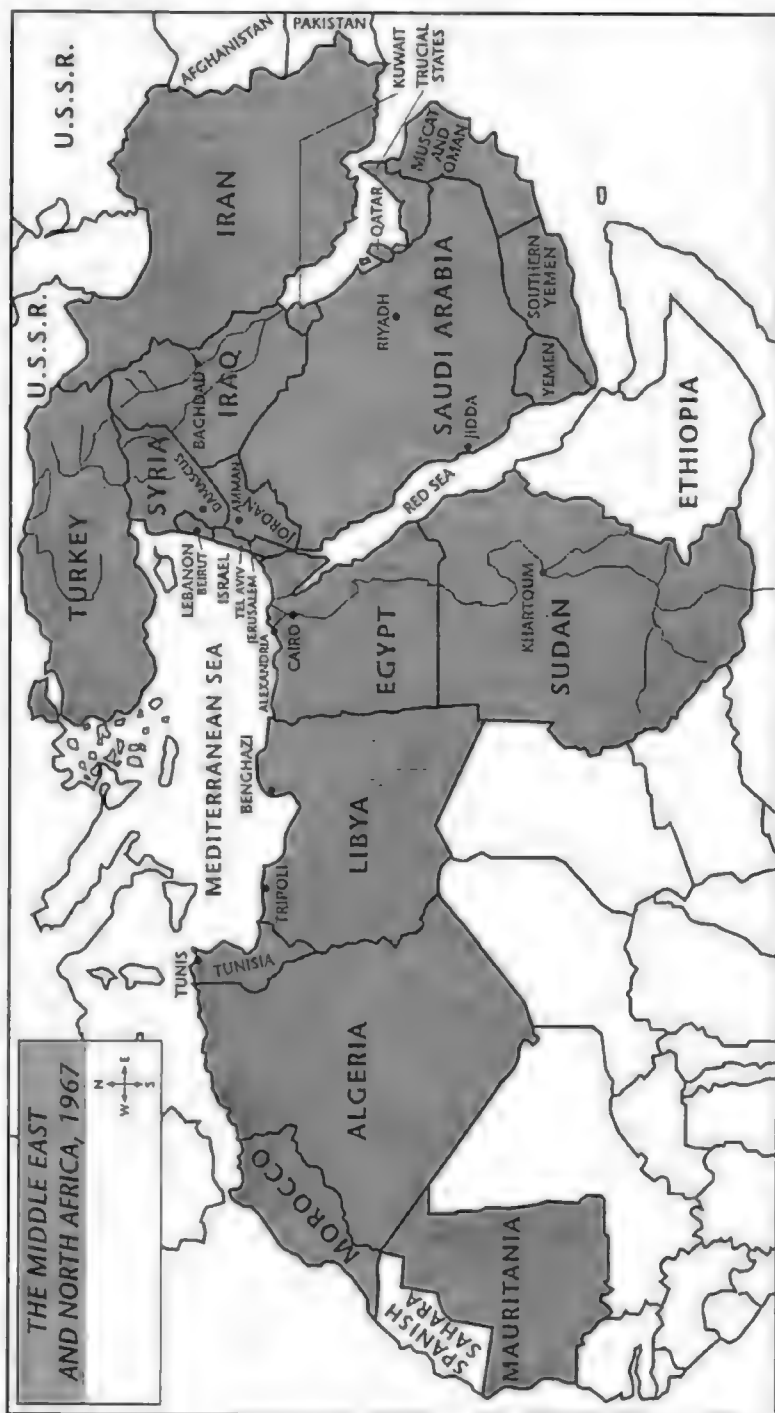 THE MIDDLE EAST
AND NORTH AFRICA, 1967
N
W E
S
U.S.S.R.
U.S.S.R.
AFGHANISTAN
PAKISTAN
TURKEY
IRAN
SYRIA
DAMASCUS
BAGHDAD
IRAQ
LEBANON
BEIRUT
ISRAEL
TEL AVIV
JERUSALEM
AMMAN
JORDAN
KUWAIT
TRUCIAL
STATES
QATAR
MUSCAT
AND
OMAN
RIYADH
SAUDI ARABIA
JIDDA
SOUTHERN
YEMEN
YEMEN
RED SEA
MEDITERRANEAN SEA
TUNIS
TUNISIA
TRIPOLI
BENGHAZI
ALEXANDRIA
CAIRO
MOROCCO
ALGERIA
LIBYA
EGYPT
SPANISH
SAHARA
MAURITANIA
KHARTOUM
SUDAN
ETHIOPIA